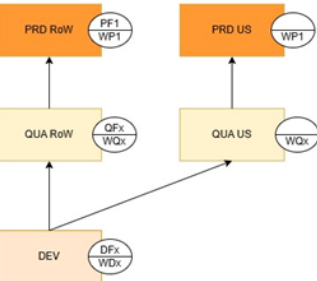 PRD RoW
PF1
WP1
PRD US
WP1
QUA RoW
QFx
WQx
QUA US
WQx
DEV
DFx
WDx